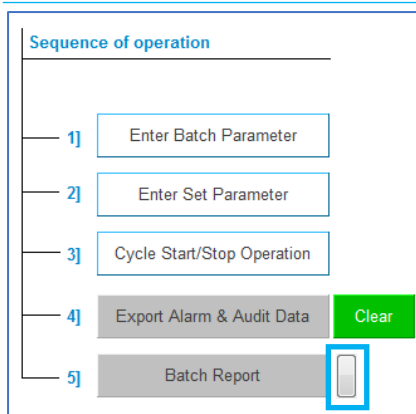 Sequence of operation
1] Enter Batch Parameter
2] Enter Set Parameter
3] Cycle Start/Stop Operation
4] Export Alarm & Audit Data Clear
5] Batch Report